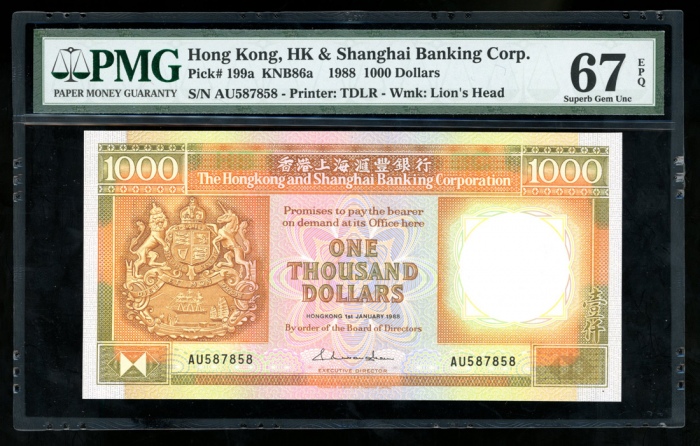 PMG
PAPER MONEY GUARANTY
Hong Kong, HK & Shanghai Banking Corp.
Pick# 199a KNB86a 1988 1000 Dollars
S/N AU587858 - Printer: TDLR - Wmk: Lion's Head
67 EPQ
Superb Gem Unc
1000
香港上海滙豐銀行
1000
The Hongkong and Shanghai Banking Corporation
Promises to pay the bearer
on demand at its Office here
ONE
THOUSAND
DOLLARS
HONGKONG 1st JANUARY 1988
By order of the Board of Directors
壹仟
AU587858
AU587858
EXECUTIVE DIRECTOR